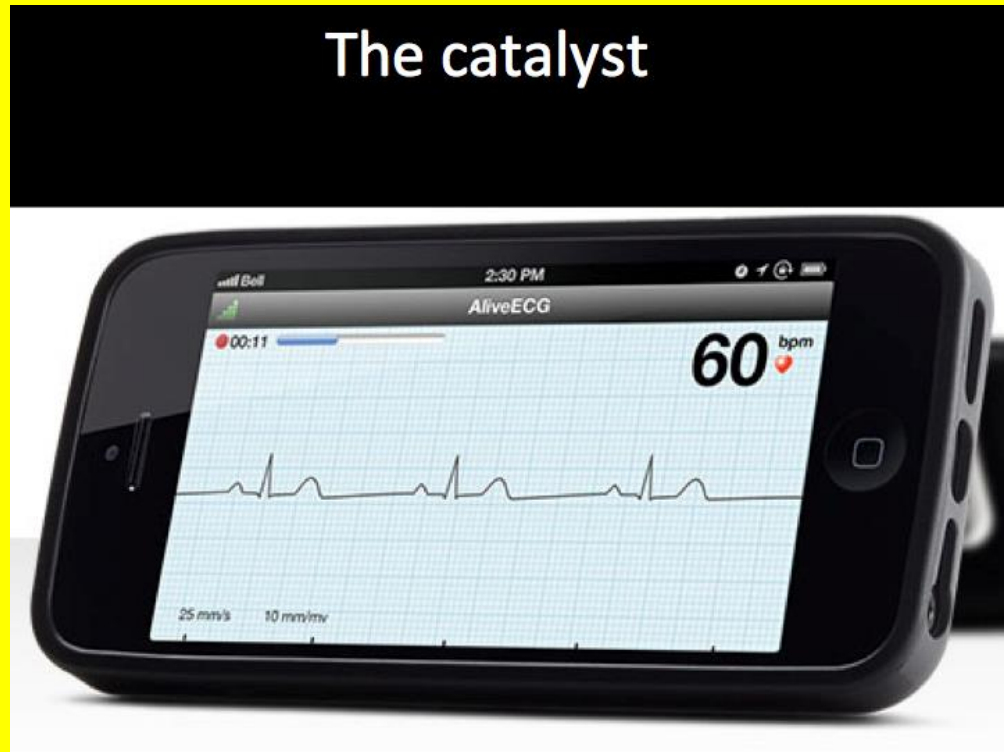 The catalyst
Bell 2:30 PM
AliveECG
00:11
60 bpm
25 mm/s 10 mm/mv